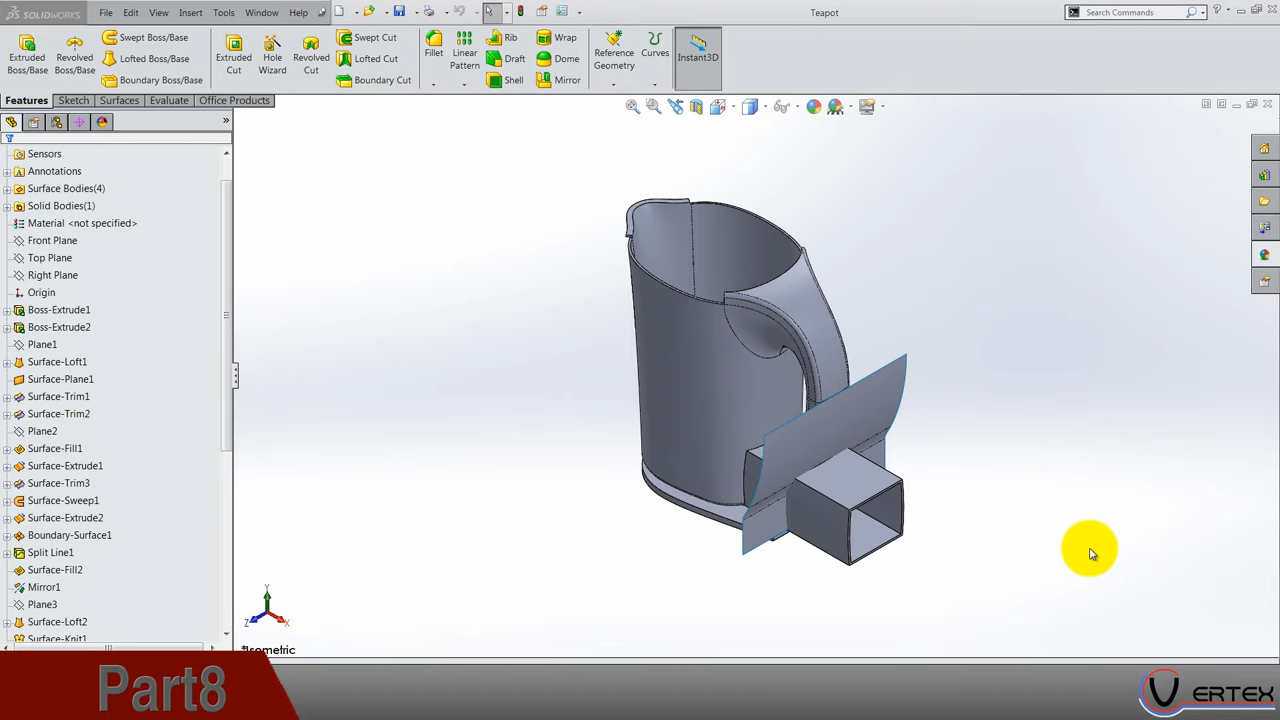 SOLIDWORKS File Edit View Insert Tools Window Help Teapot Search Commands
Extruded Boss/Base
Revolved Boss/Base
Swept Boss/Base
Lofted Boss/Base
Boundary Boss/Base
Extruded Cut
Hole Wizard
Revolved Cut
Swept Cut
Lofted Cut
Boundary Cut
Fillet
Linear Pattern
Rib
Draft
Shell
Wrap
Dome
Mirror
Reference Geometry
Curves
Instant3D
Features Sketch Surfaces Evaluate Office Products
Sensors
Annotations
Surface Bodies(4)
Solid Bodies(1)
Material <not specified>
Front Plane
Top Plane
Right Plane
Origin
Boss-Extrude1
Boss-Extrude2
Plane1
Surface-Loft1
Surface-Plane1
Surface-Trim1
Surface-Trim2
Plane2
Surface-Fill1
Surface-Extrude1
Surface-Trim3
Surface-Sweep1
Surface-Extrude2
Boundary-Surface1
Split Line1
Surface-Fill2
Mirror1
Plane3
Surface-Loft2
Surface-Knit1
Y
Z
X
*Isometric
Part8
VERTEX